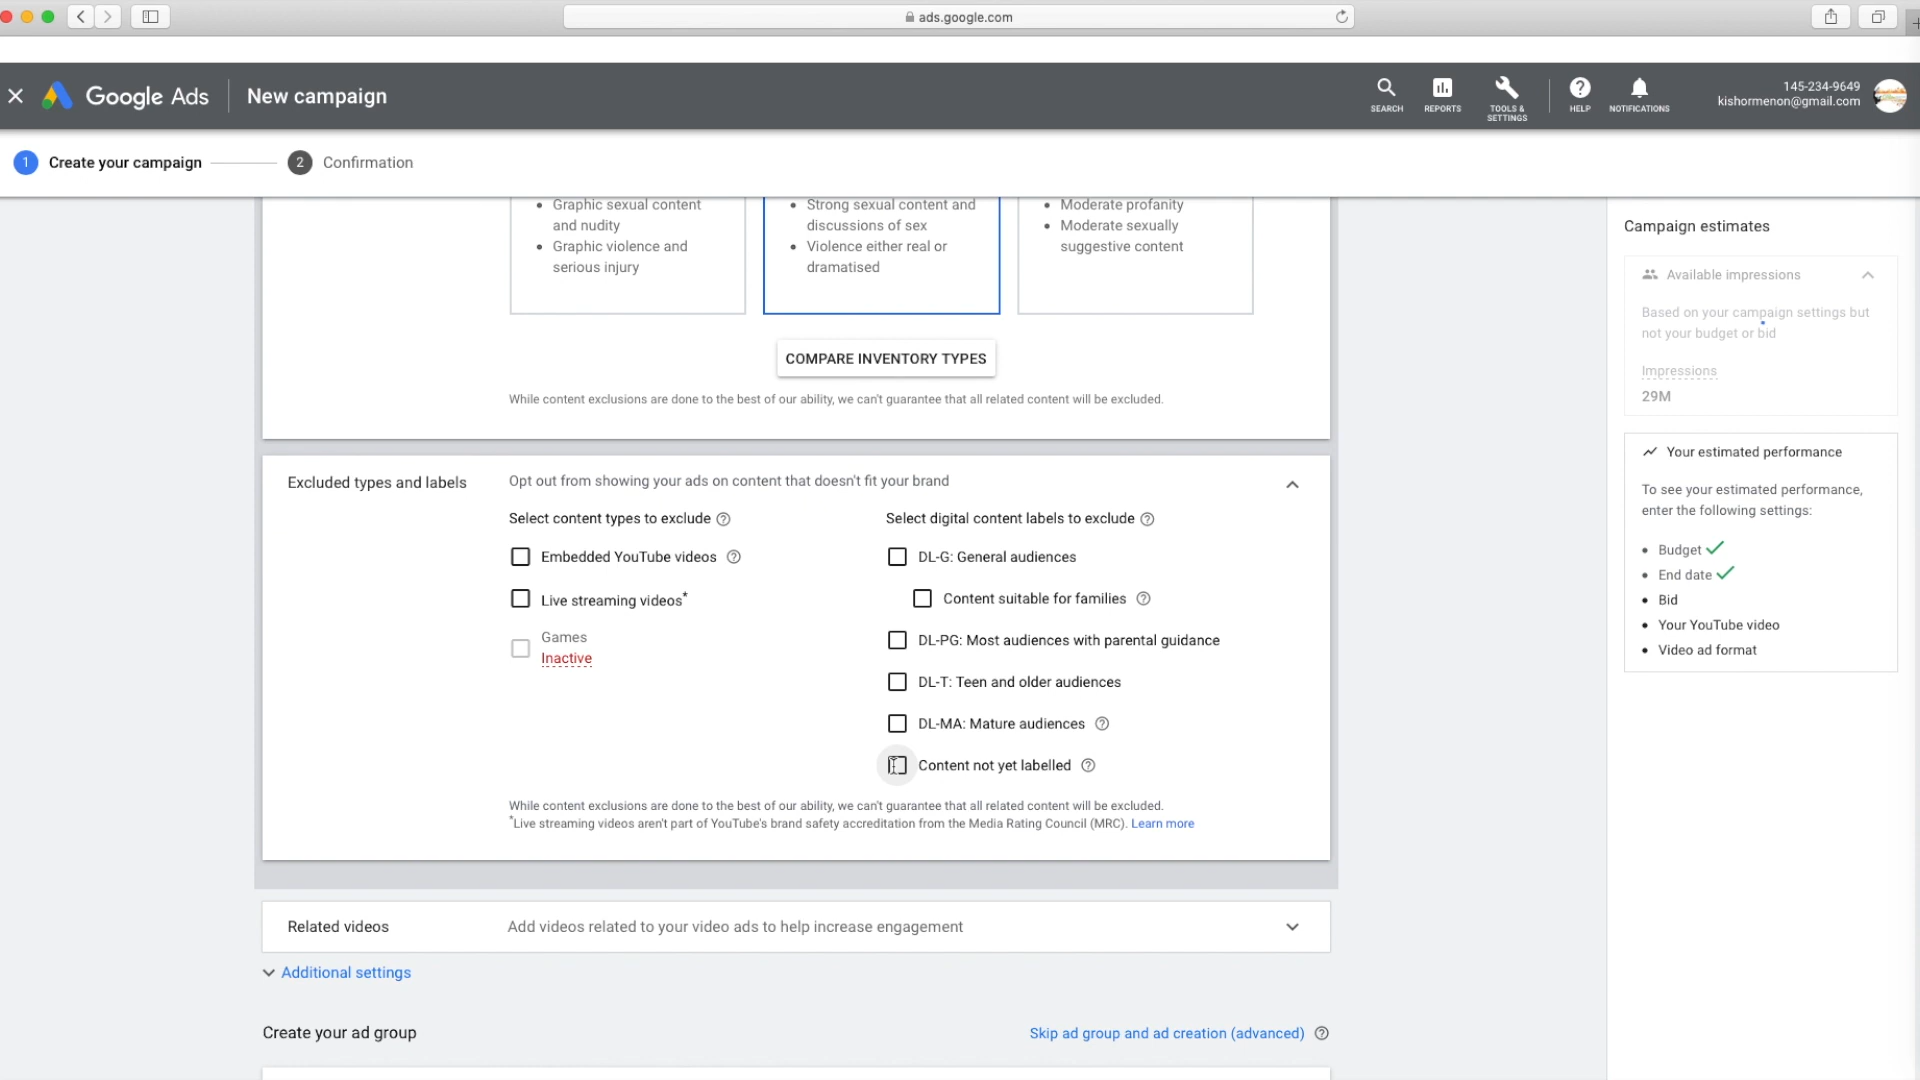 ads.google.com
Google Ads
New campaign
SEARCH
REPORTS
TOOLS &
SETTINGS
HELP
NOTIFICATIONS
145-234-9649
kishormenon@gmail.com
1 Create your campaign
2 Confirmation
Graphic sexual content
and nudity
Graphic violence and
serious injury
Strong sexual content and
discussions of sex
Violence either real or
dramatised
Moderate profanity
Moderate sexually
suggestive content
COMPARE INVENTORY TYPES
While content exclusions are done to the best of our ability, we can't guarantee that all related content will be excluded.
Excluded types and labels
Opt out from showing your ads on content that doesn't fit your brand
Select content types to exclude
Embedded YouTube videos
Live streaming videos*
Games
Inactive
Select digital content labels to exclude
DL-G: General audiences
Content suitable for families
DL-PG: Most audiences with parental guidance
DL-T: Teen and older audiences
DL-MA: Mature audiences
Content not yet labelled
While content exclusions are done to the best of our ability, we can't guarantee that all related content will be excluded.
*Live streaming videos aren't part of YouTube's brand safety accreditation from the Media Rating Council (MRC). Learn more
Related videos
Add videos related to your video ads to help increase engagement
Additional settings
Create your ad group
Skip ad group and ad creation (advanced)
Campaign estimates
Available impressions
Based on your campaign settings but
not your budget or bid
Impressions
29M
Your estimated performance
To see your estimated performance,
enter the following settings:
Budget
End date
Bid
Your YouTube video
Video ad format